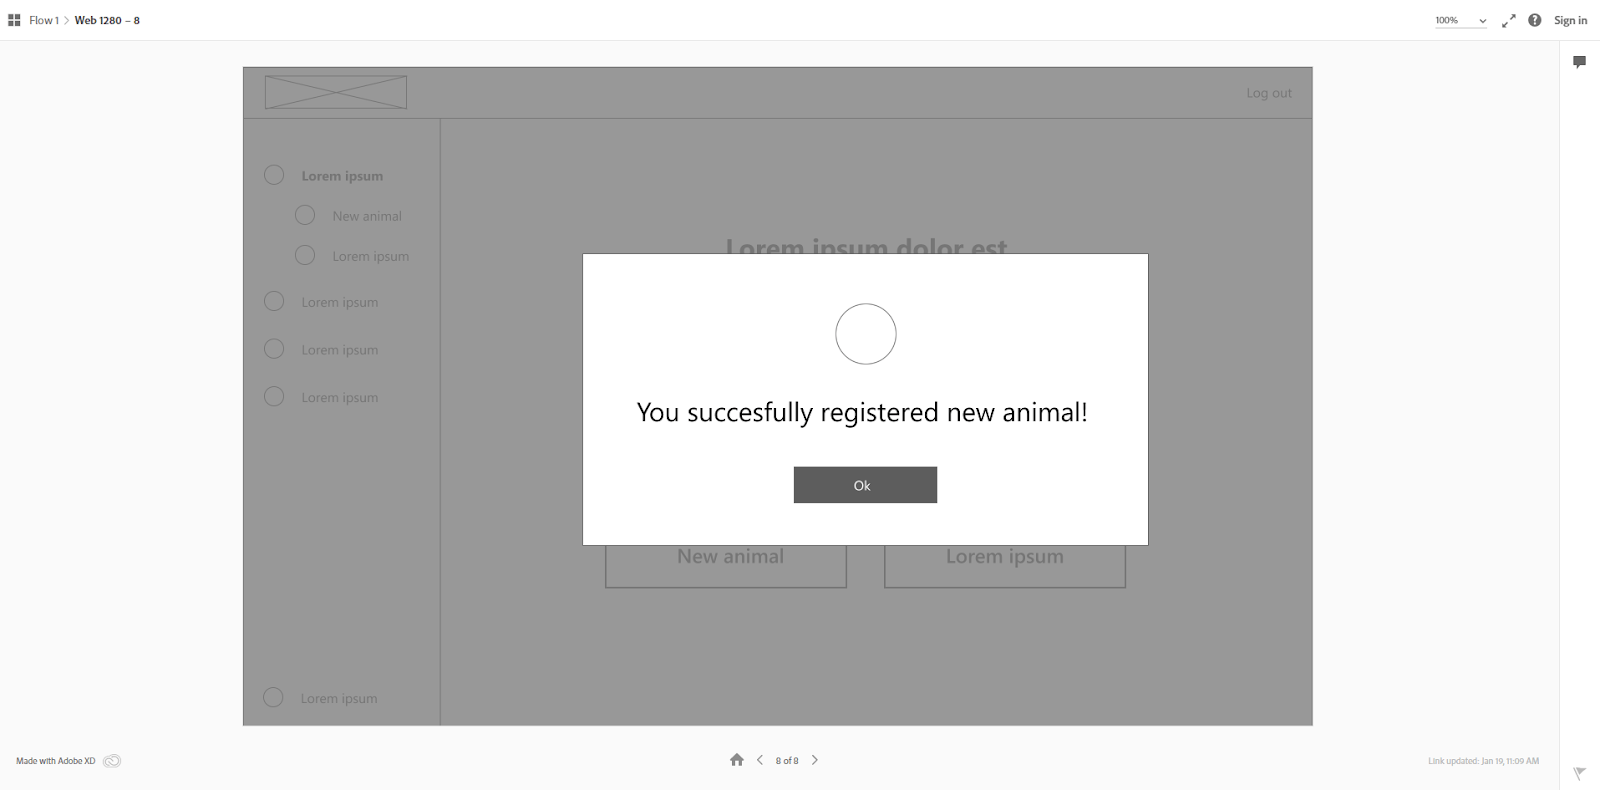 Flow 1 > Web 1280 – 8
100%
Sign in
Log out
Lorem ipsum
New animal
Lorem ipsum
Lorem ipsum
Lorem ipsum
Lorem ipsum
Lorem ipsum
Lorem ipsum dolor est
You succesfully registered new animal!
Ok
New animal
Lorem ipsum
Made with Adobe XD
8 of 8
Link updated: Jan 19, 11:09 AM